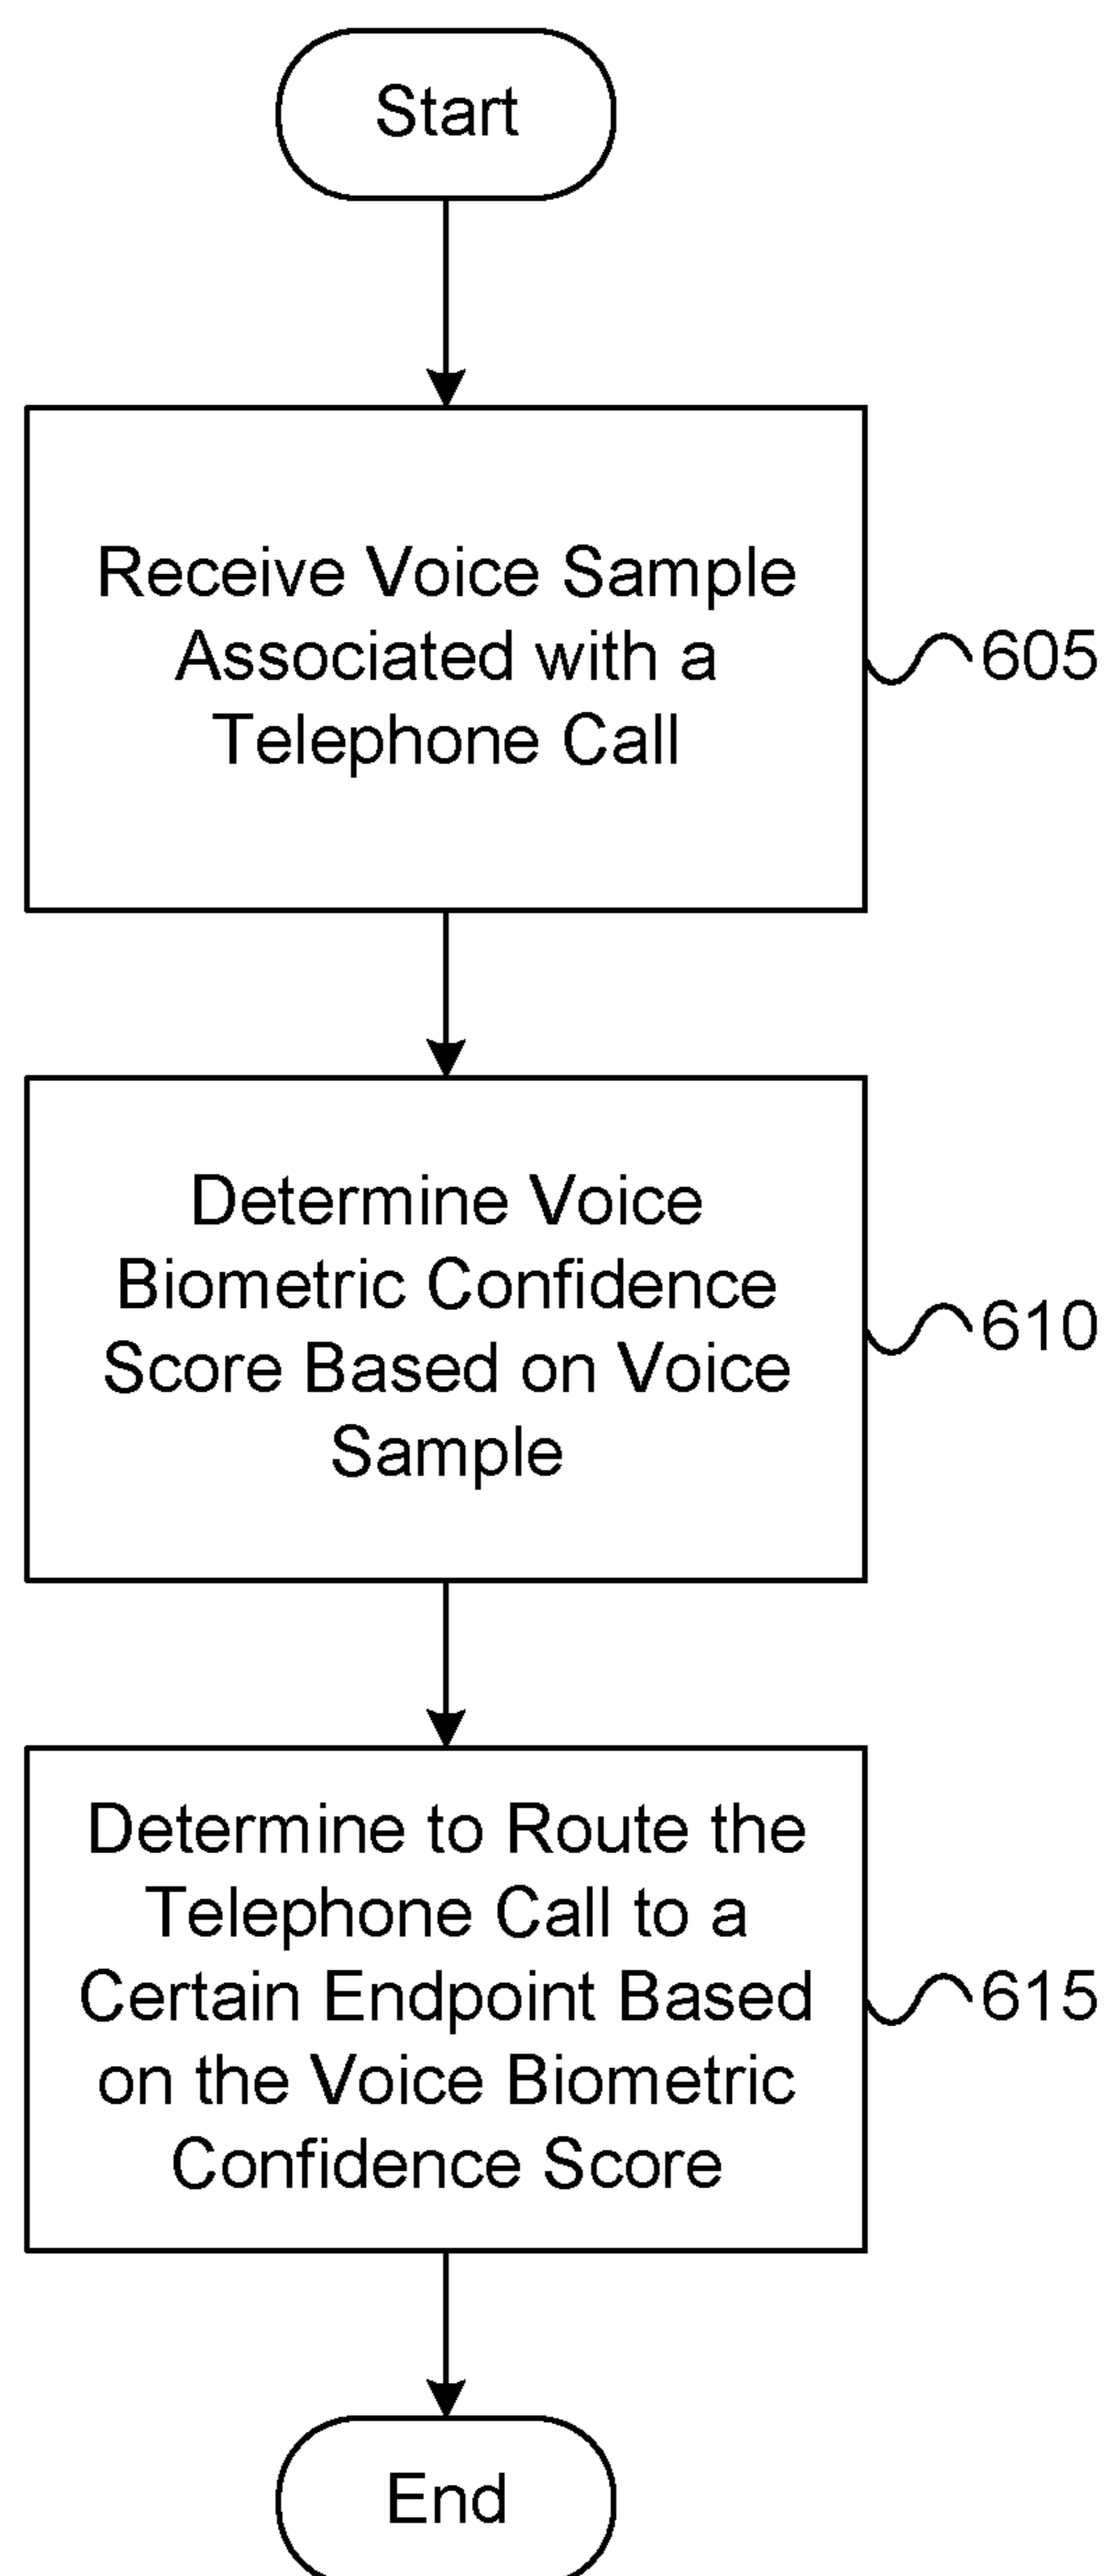 Start
Receive Voice Sample
Associated with a
Telephone Call
605
Determine Voice
Biometric Confidence
Score Based on Voice
Sample
610
Determine to Route the
Telephone Call to a
Certain Endpoint Based
on the Voice Biometric
Confidence Score
615
End